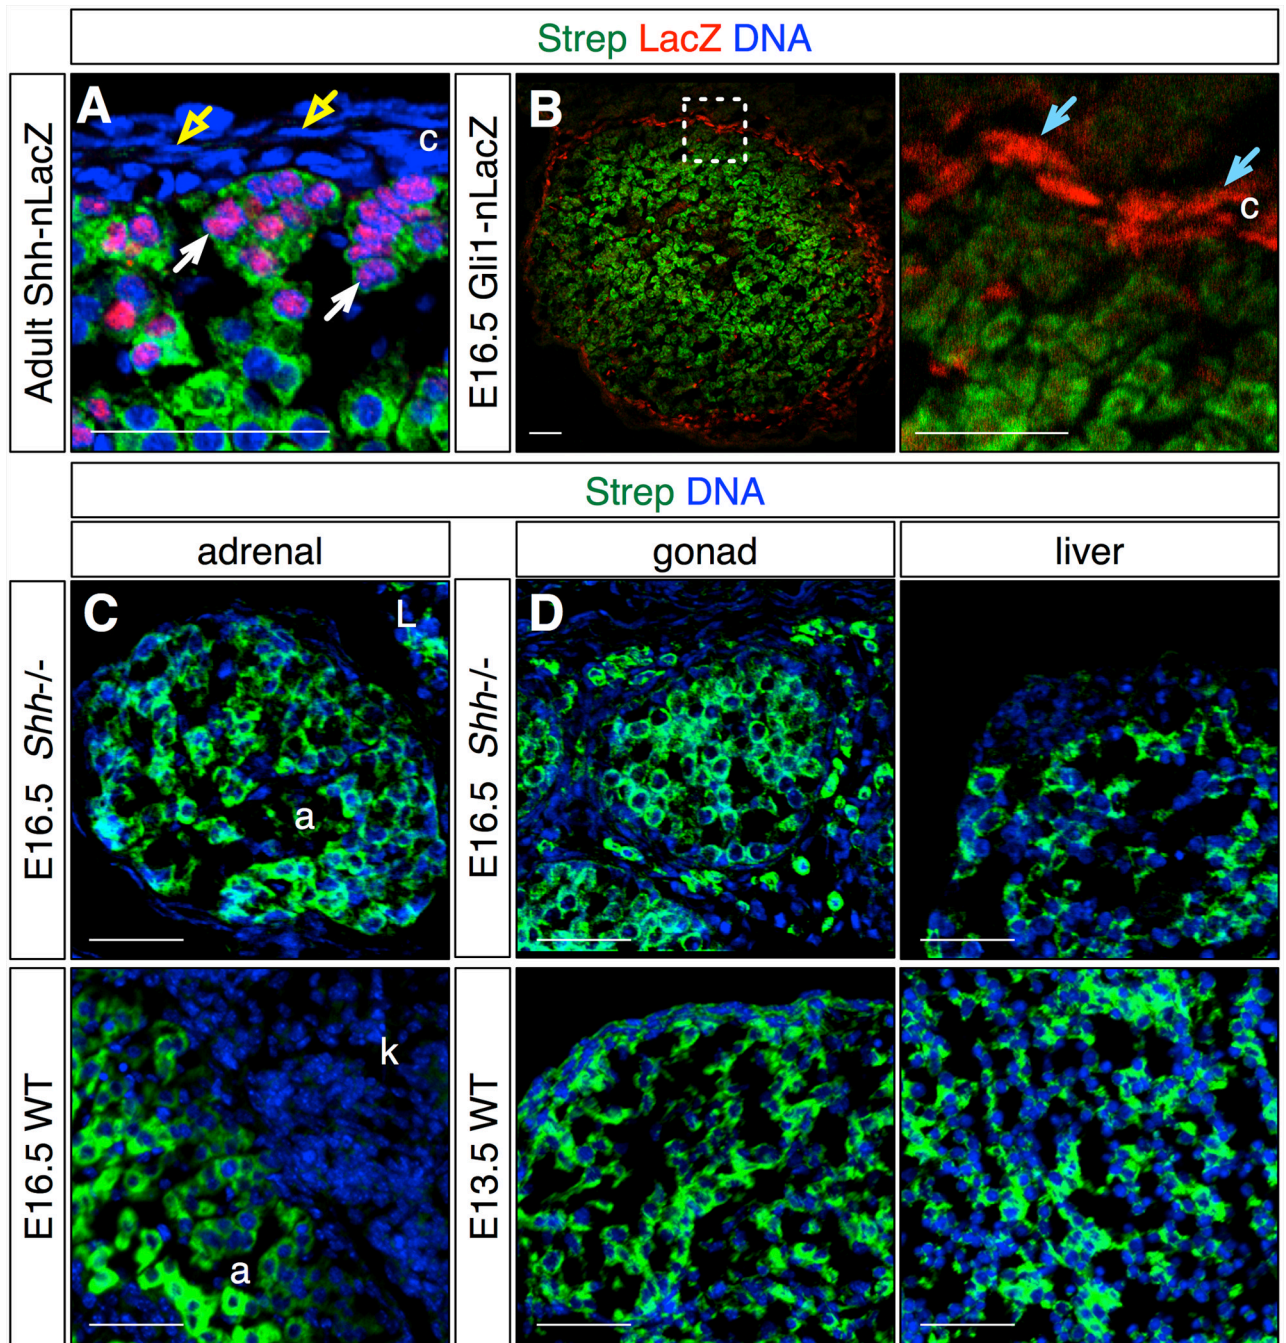 Strep LacZ DNA
Adult Shh-nLacZ
A
c
E16.5 Gli1-nLacZ
B
c
Strep DNA
adrenal
gonad
liver
E16.5 Shh-/-
C
L
a
E16.5 Shh-/-
D
E16.5 WT
k
a
E13.5 WT